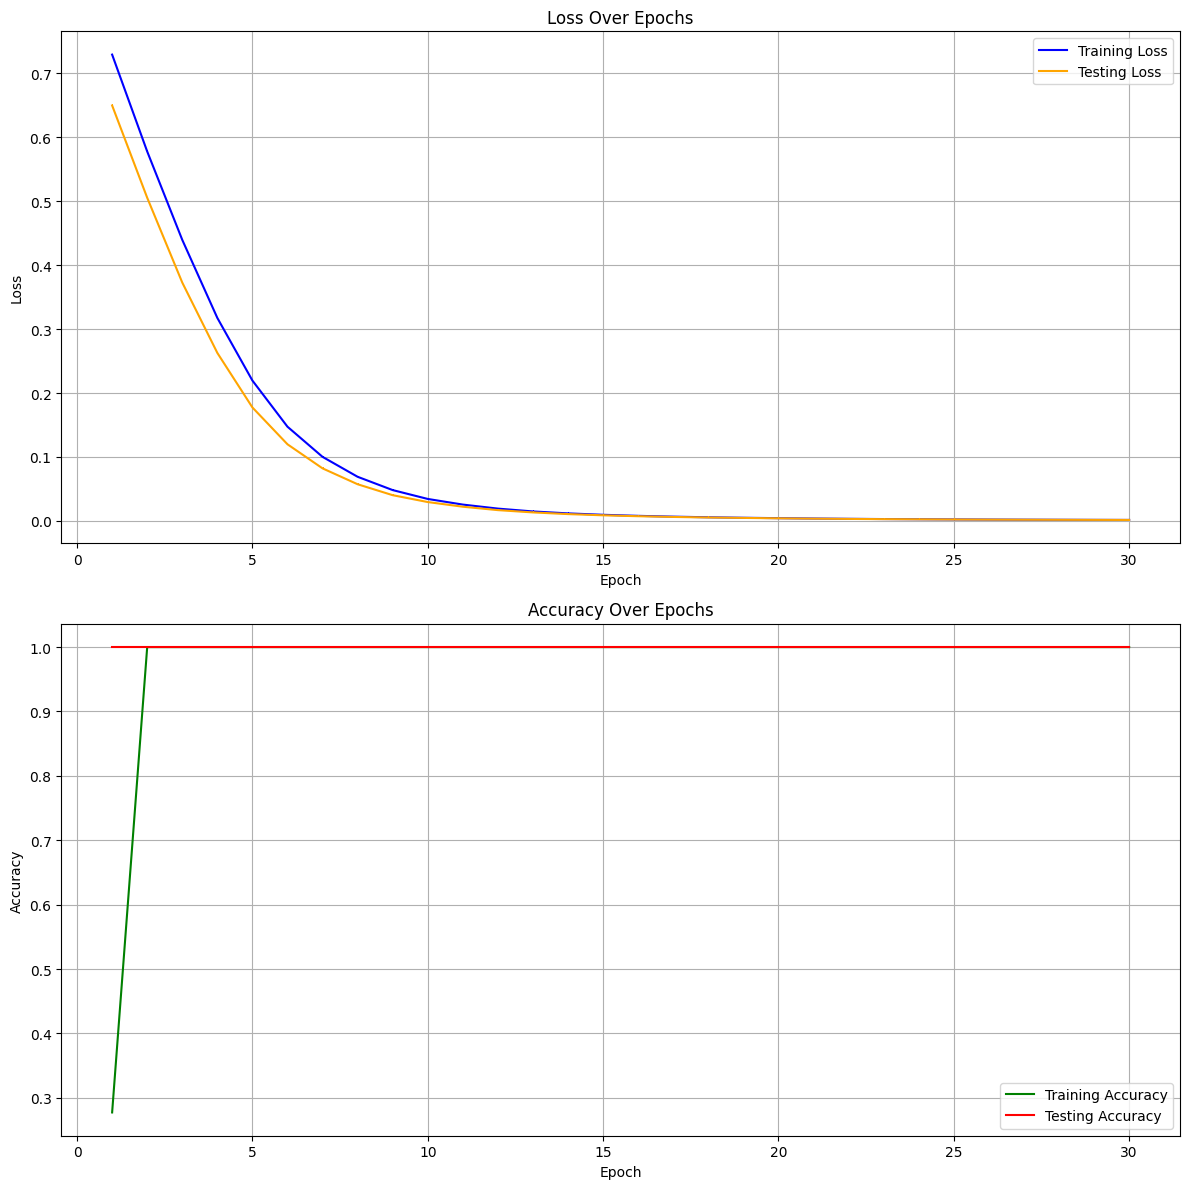 Loss Over Epochs
Training Loss
Testing Loss
0.7
0.6
0.5
0.4
0.3
0.2
0.1
0.0
Loss
0 5 10 15 20 25 30
Epoch
Accuracy Over Epochs
1.0
0.9
0.8
0.7
0.6
0.5
0.4
0.3
Accuracy
Training Accuracy
Testing Accuracy
0 5 10 15 20 25 30
Epoch